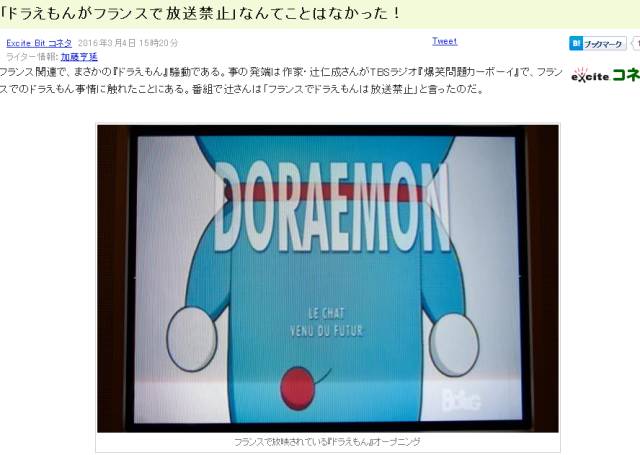 「ドラえもんがフランスで放送禁止」なんてことはなかった！
Excite Bit コネタ 2016年3月4日 15時20分
ライター情報: 加藤亨延
Tweet
B! ブックマーク
excite コネ
フランス関連で、まさかの『ドラえもん』騒動である。事の発端は作家・辻仁成さんがTBSラジオ『爆笑問題カーボーイ』で、フラン
スでのドラえもん事情に触れたことにある。番組で辻さんは「フランスでドラえもんは放送禁止」と言ったのだ。
DORAEMON
LE CHAT
VENU DU FUTUR
フランスで放映されている『ドラえもん』オープニング